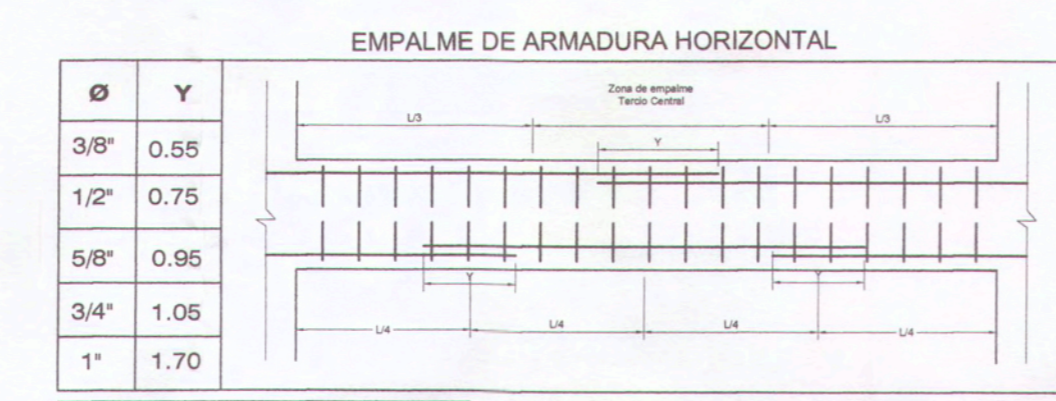 EMPALME DE ARMADURA HORIZONTAL
Ø Y
3/8" 0.55
1/2" 0.75
5/8" 0.95
3/4" 1.05
1" 1.70
Zona de empalme
Tercio Central
L/3 L/3
Y
Y Y
L/4 L/4 L/4 L/4